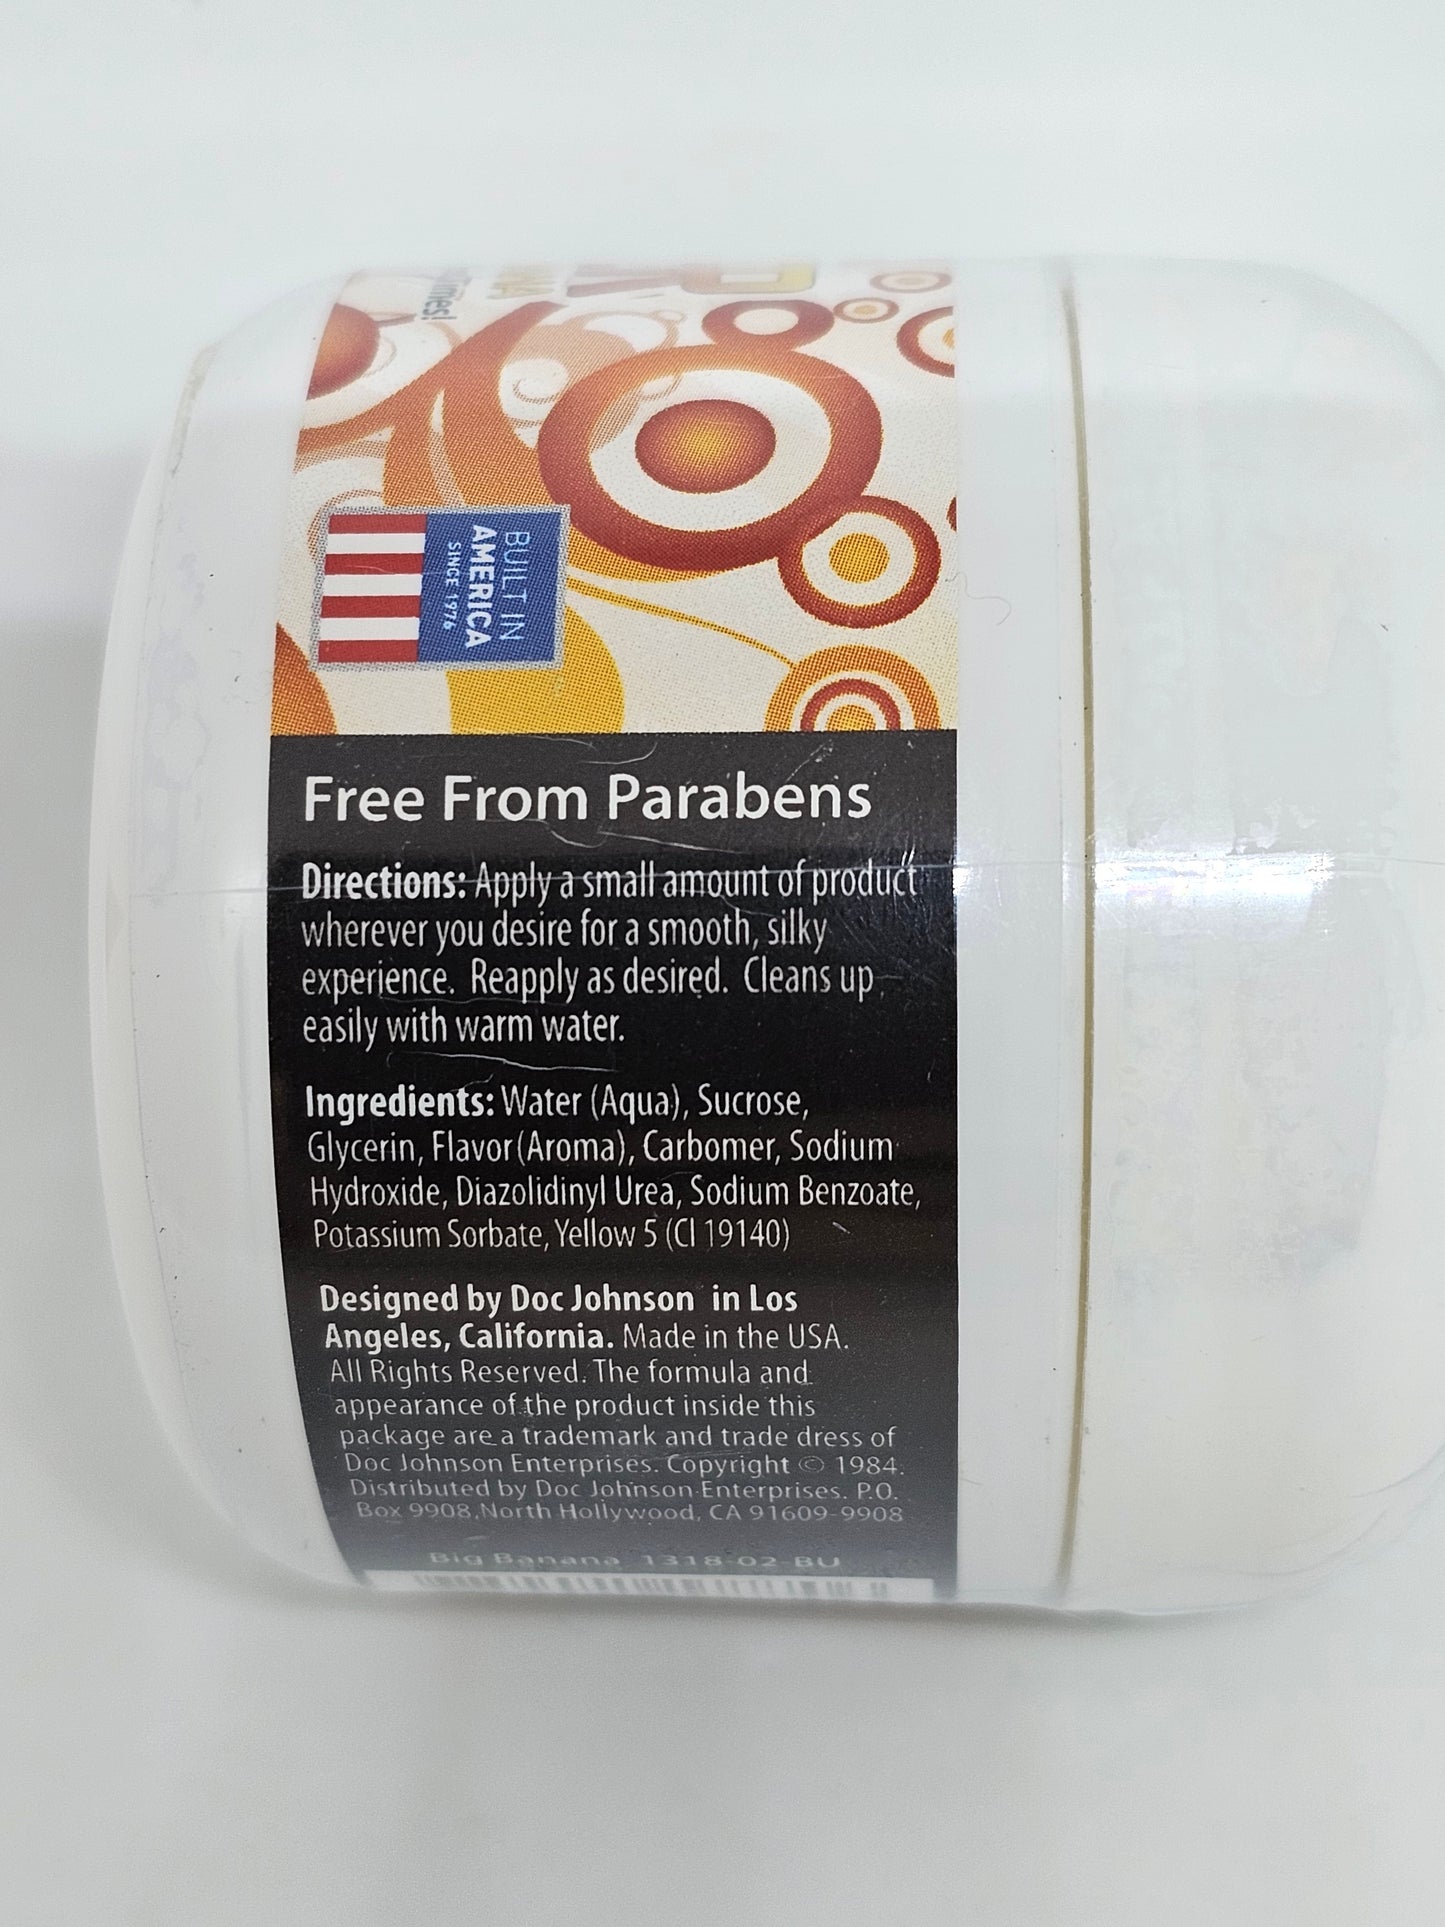 Times!
BUILT IN
AMERICA
SINCE 1976
Free From Parabens
Directions: Apply a small amount of product
wherever you desire for a smooth, silky
experience. Reapply as desired. Cleans up
easily with warm water.
Ingredients: Water (Aqua), Sucrose,
Glycerin, Flavor(Aroma), Carbomer, Sodium
Hydroxide, Diazolidinyl Urea, Sodium Benzoate,
Potassium Sorbate, Yellow 5 (CI 19140)
Designed by Doc Johnson in Los
Angeles, California. Made in the USA.
All Rights Reserved. The formula and
appearance of the product inside this
package are a trademark and trade dress of
Doc Johnson Enterprises. Copyright © 1984.
Distributed by Doc Johnson Enterprises. P.O.
Box 9908,North Hollywood, CA 91609-9908
Big Banana 1318-02-BU